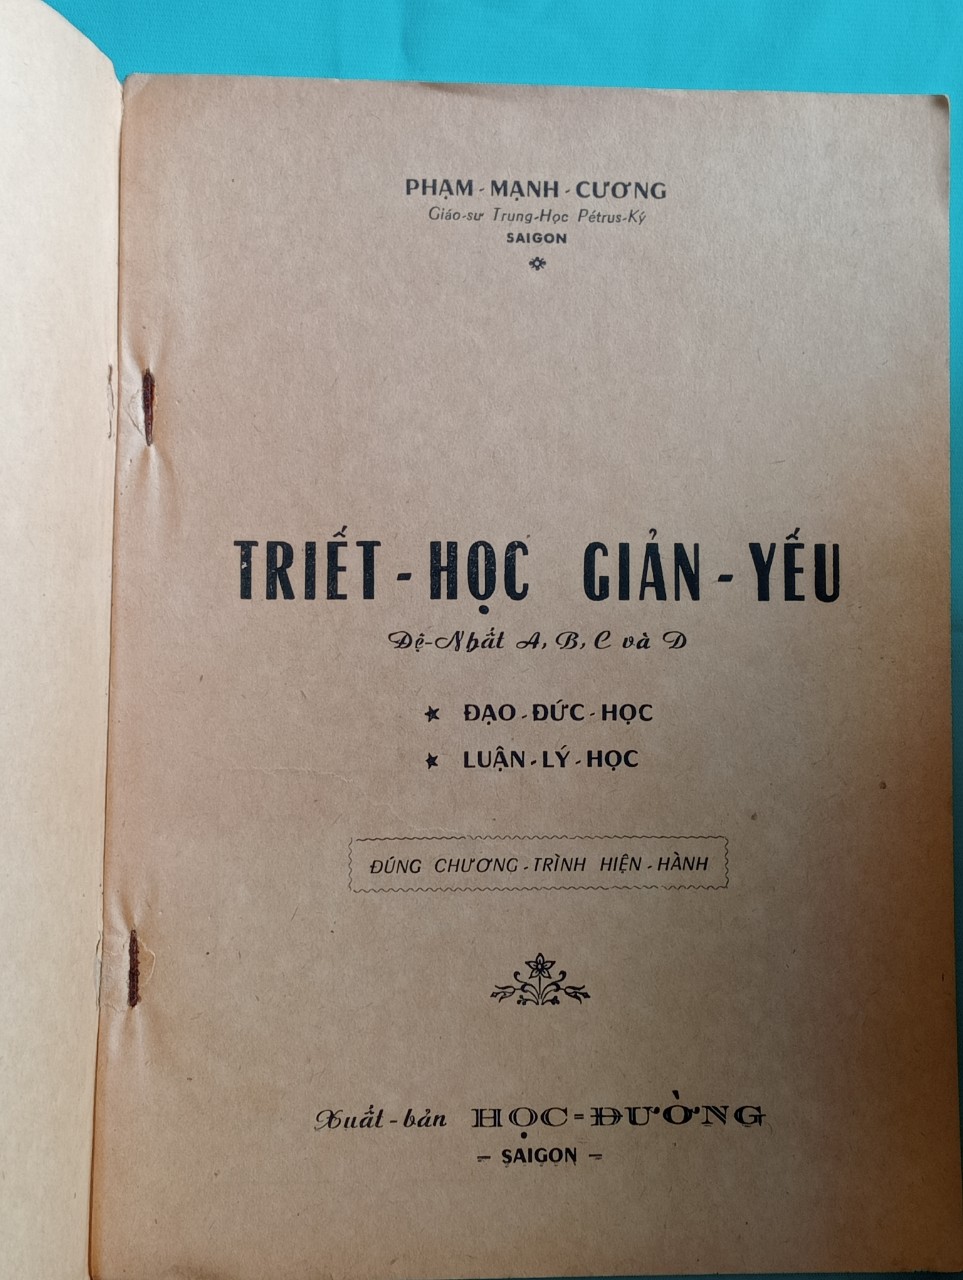 PHẠM - MẠNH - CƯƠNG
Giáo-sư Trung-Học Pétrus-Ký
SAIGON
TRIẾT - HỌC GIẢN - YẾU
Đệ-Nhất A, B, C và D
ĐẠO - ĐỨC - HỌC
LUẬN - LÝ - HỌC
ĐÚNG CHƯƠNG - TRÌNH HIỆN - HÀNH
Xuất - bản HỌC = ĐƯỜNG
- SAIGON -